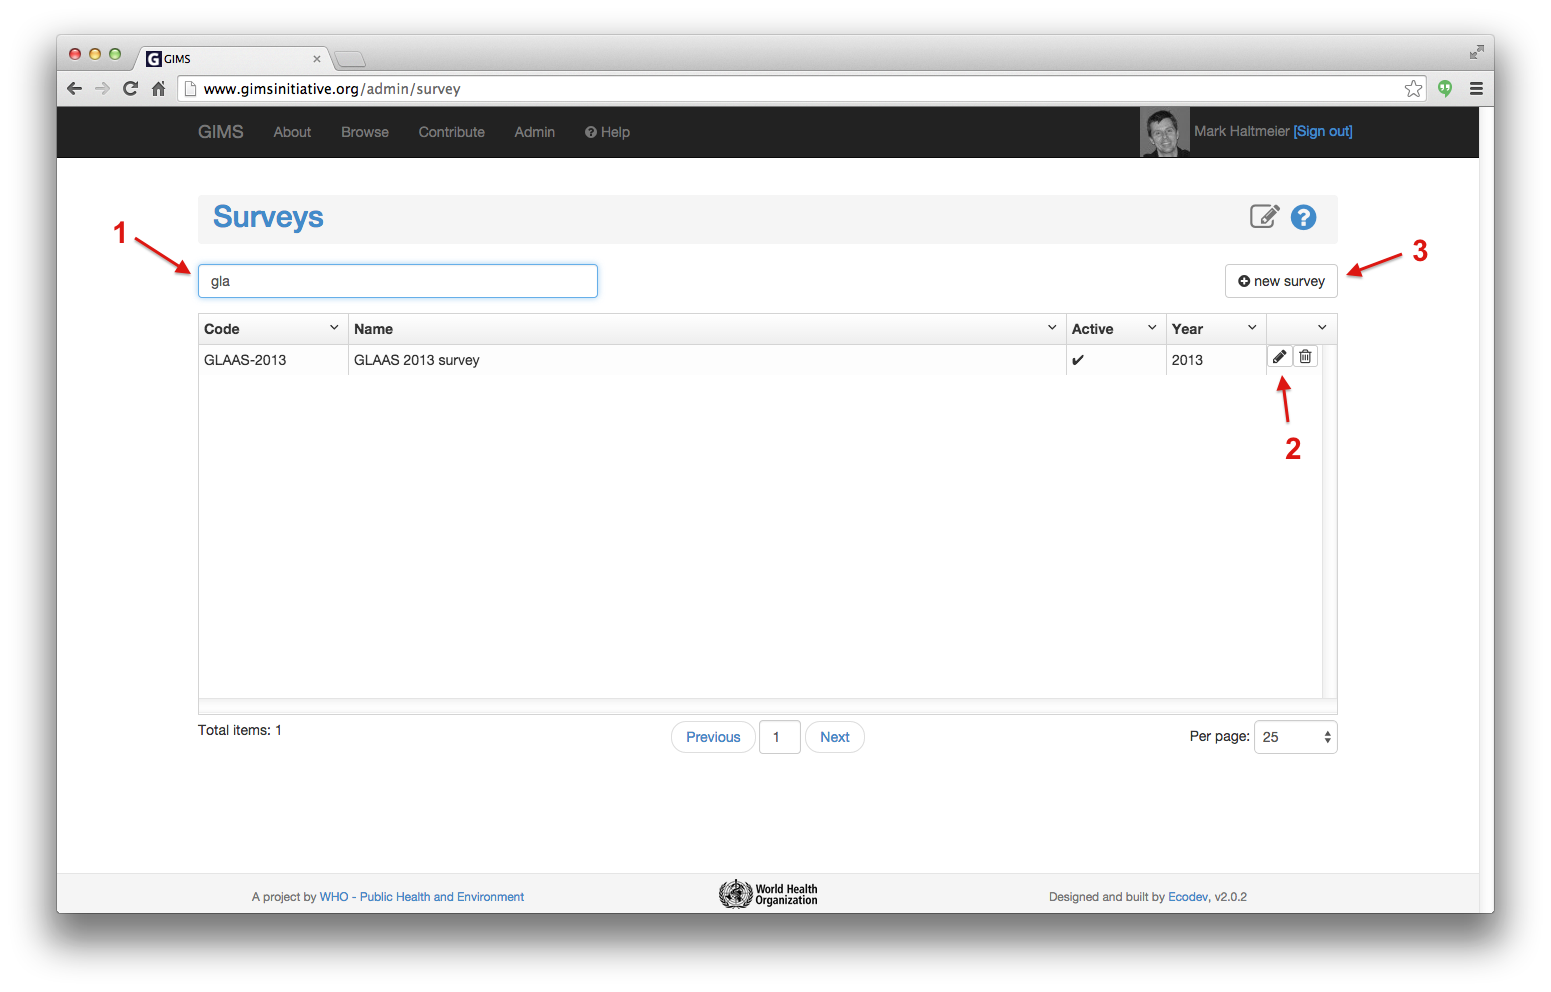 GIMS
www.gimsinitiative.org/admin/survey
GIMS About Browse Contribute Admin Help Mark Haltmeier [Sign out]
Surveys
1
3
gla
new survey
Code Name Active Year
GLAAS-2013 GLAAS 2013 survey ✔ 2013
2
Total items: 1 Previous 1 Next Per page: 25
A project by WHO - Public Health and Environment World Health Organization Designed and built by Ecodev, v2.0.2